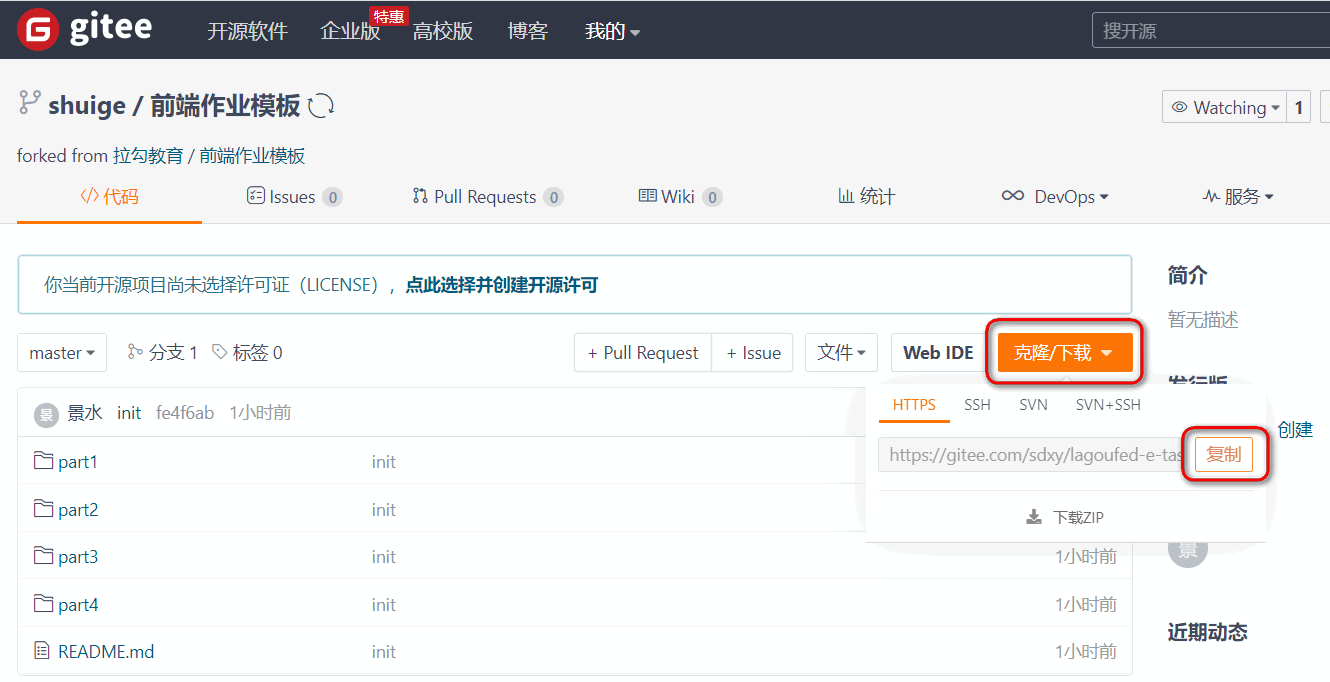 gitee 开源软件 企业版 特惠 高校版 博客 我的 搜开源
shuige / 前端作业模板 Watching 1
forked from 拉勾教育 / 前端作业模板
代码 Issues 0 Pull Requests 0 Wiki 0 统计 DevOps 服务
你当前开源项目尚未选择许可证（LICENSE），点此选择并创建开源许可
简介
暂无描述
master 分支 1 标签 0 + Pull Request + Issue 文件 Web IDE 克隆/下载
发行版
HTTPS SSH SVN SVN+SSH
景 景水 init fe4f6ab 1小时前
创建
https://gitee.com/sdxy/lagoufed-e-tas 复制
part1 init
part2 init
下载ZIP
part3 init 1小时前
景
part4 init 1小时前
近期动态
README.md init 1小时前